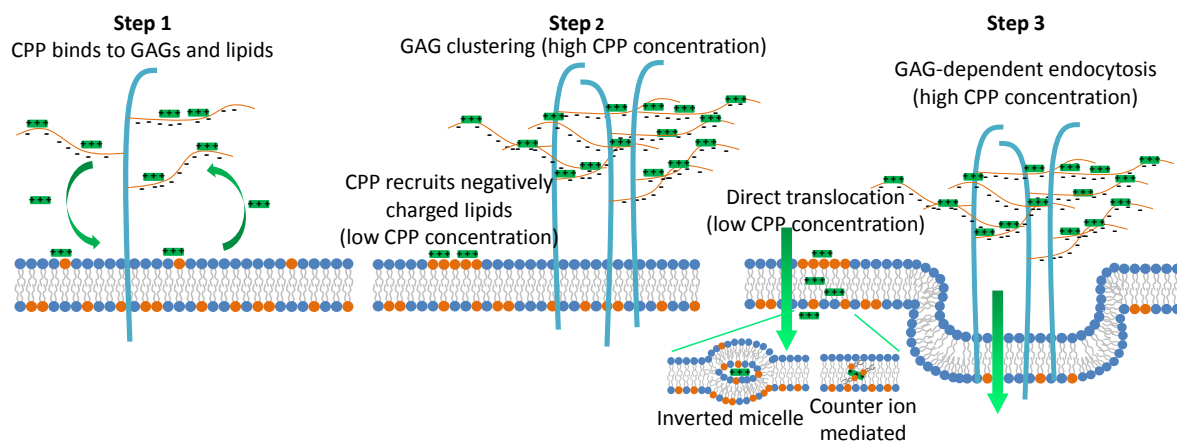 Step 1
CPP binds to GAGs and lipids
Step 2
GAG clustering (high CPP concentration)
CPP recruits negatively
charged lipids
(low CPP concentration)
Step 3
GAG-dependent endocytosis
(high CPP concentration)
Direct translocation
(low CPP concentration)
Inverted micelle
Counter ion
mediated